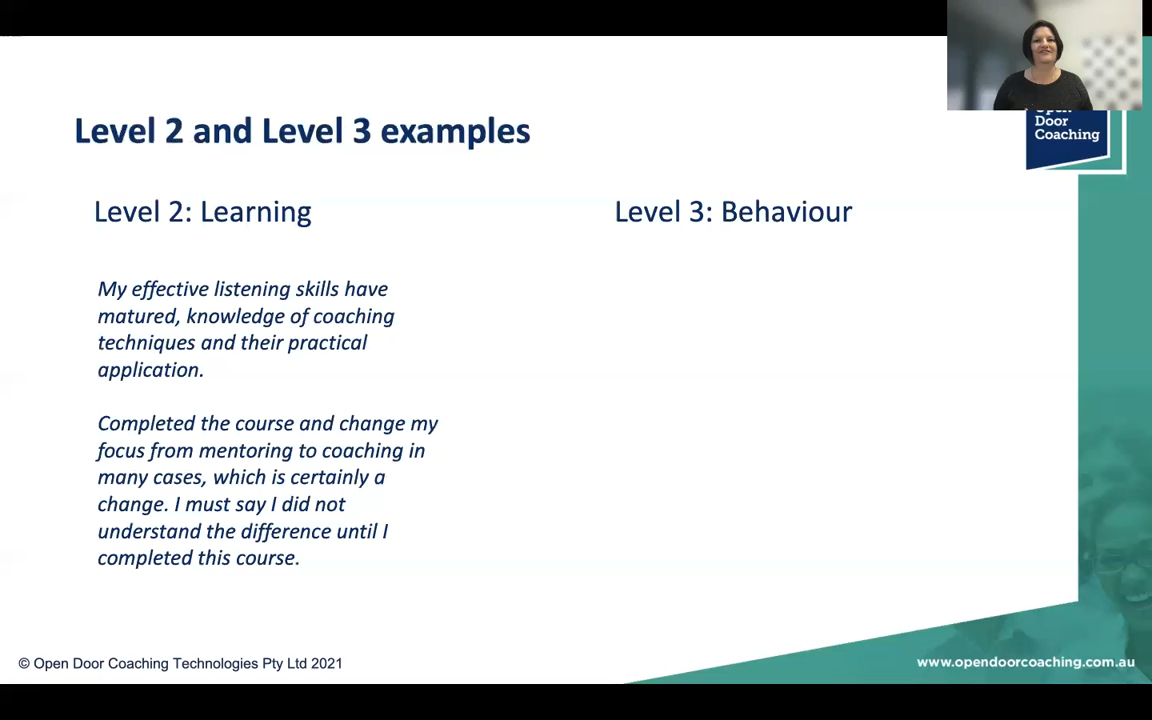 Open
Door
Coaching
Level 2 and Level 3 examples
Level 2: Learning
Level 3: Behaviour
My effective listening skills have
matured, knowledge of coaching
techniques and their practical
application.
Completed the course and change my
focus from mentoring to coaching in
many cases, which is certainly a
change. I must say I did not
understand the difference until I
completed this course.
© Open Door Coaching Technologies Pty Ltd 2021
www.opendoorcoaching.com.au